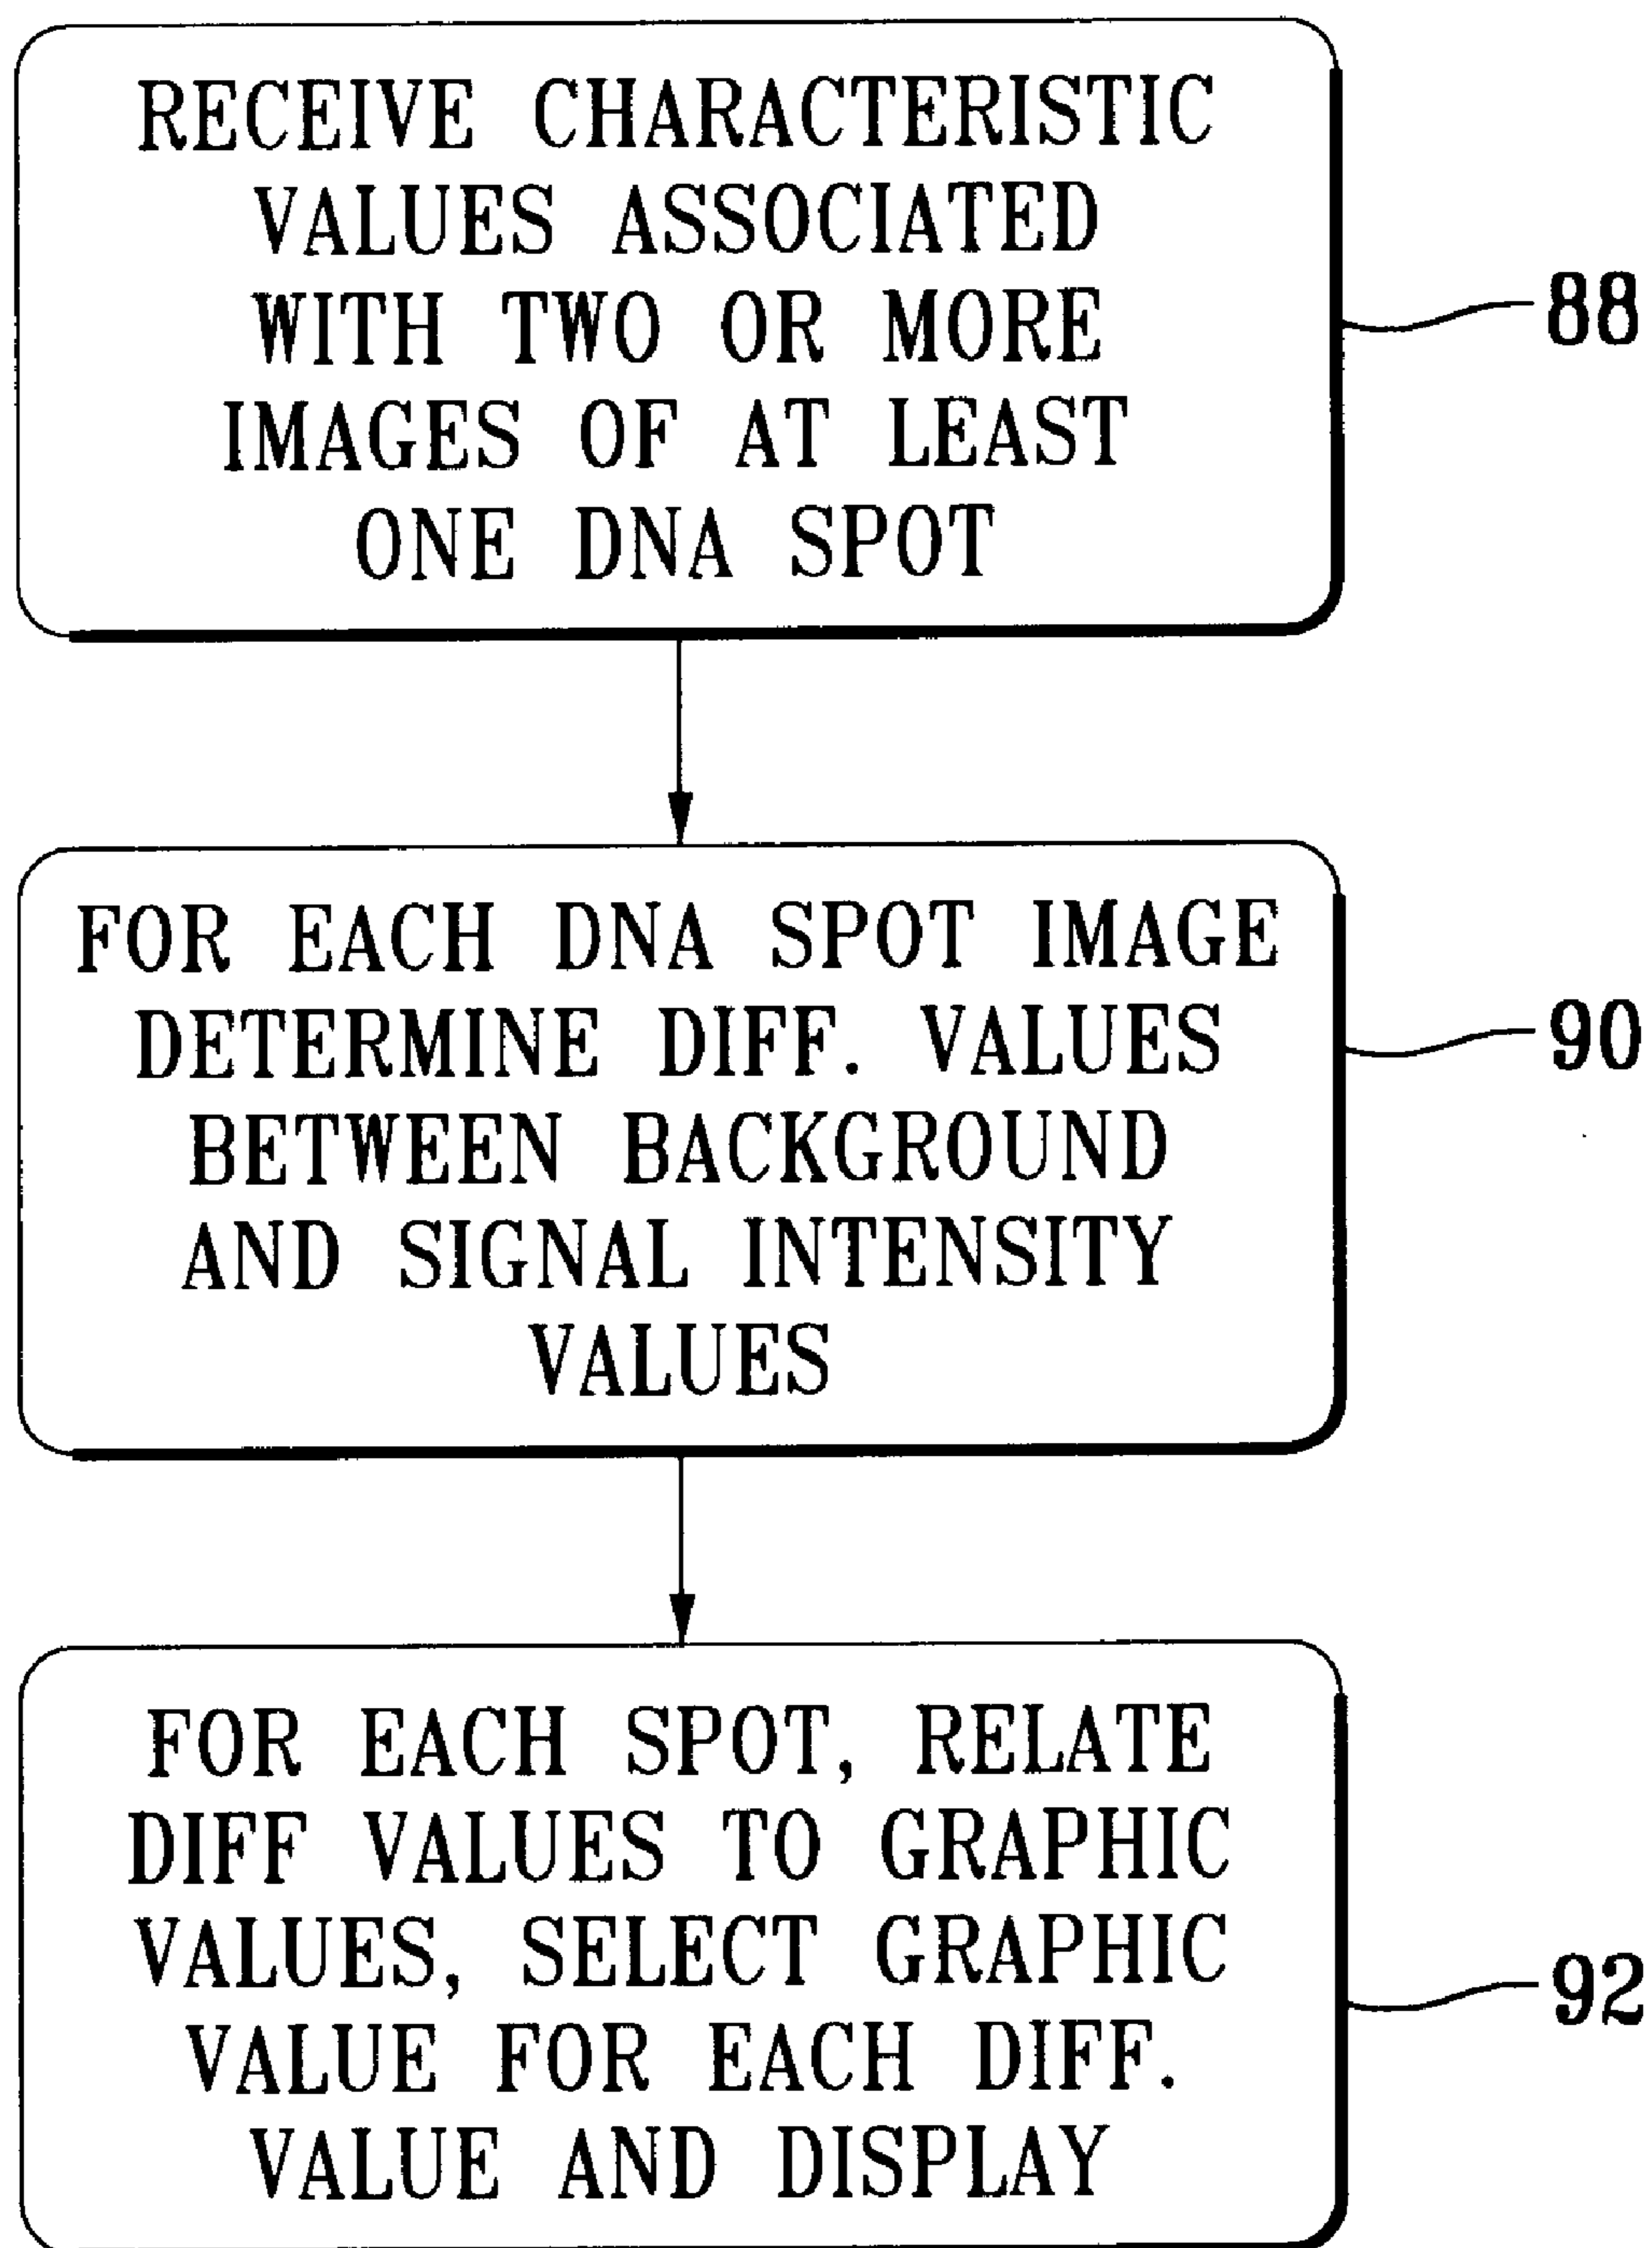 RECEIVE CHARACTERISTIC
VALUES ASSOCIATED
WITH TWO OR MORE
IMAGES OF AT LEAST
ONE DNA SPOT
88
FOR EACH DNA SPOT IMAGE
DETERMINE DIFF. VALUES
BETWEEN BACKGROUND
AND SIGNAL INTENSITY
VALUES
90
FOR EACH SPOT, RELATE
DIFF VALUES TO GRAPHIC
VALUES, SELECT GRAPHIC
VALUE FOR EACH DIFF.
VALUE AND DISPLAY
92